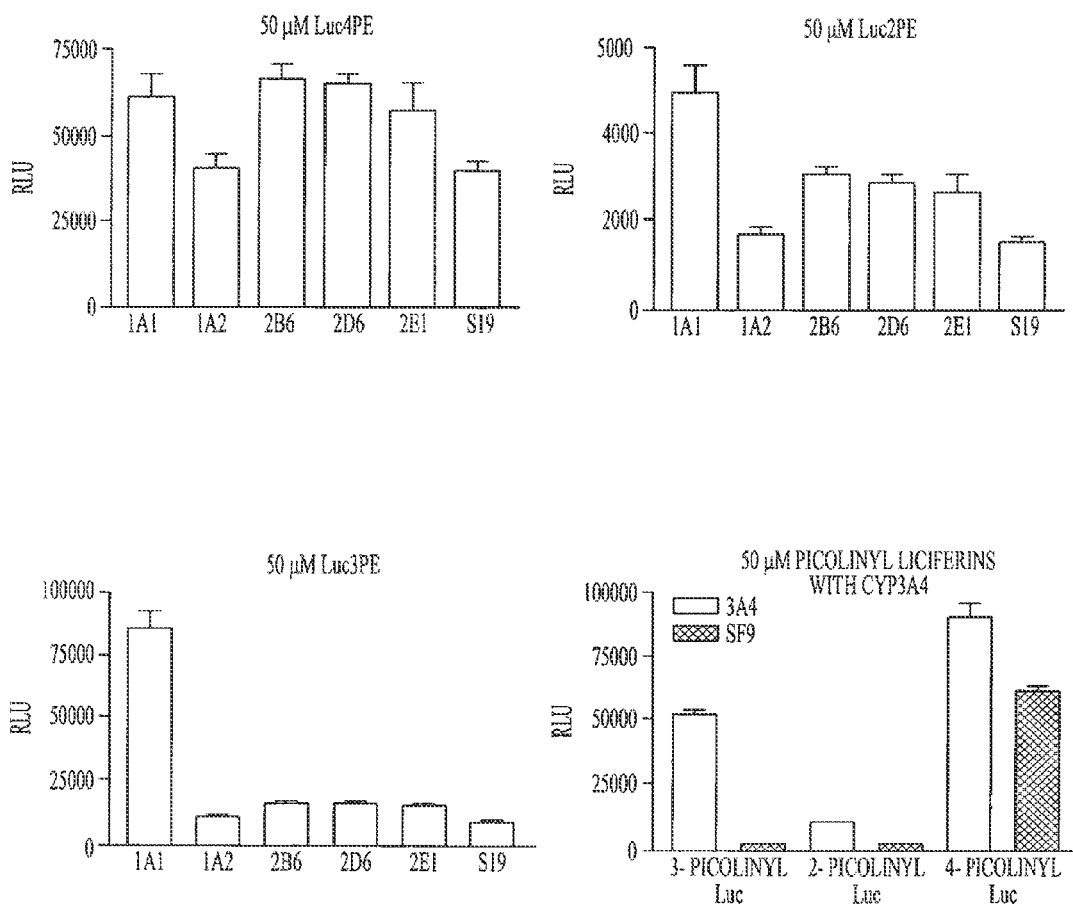 50 µM Luc4PE
75000
50000
25000
0
RLU
1A1 1A2 2B6 2D6 2E1 S19
50 µM Luc2PE
5000
4000
2000
0
RLU
1A1 1A2 2B6 2D6 2E1 S19
50 µM Luc3PE
100000
75000
50000
25000
0
RLU
1A1 1A2 2B6 2D6 2E1 S19
50 µM PICOLINYL LICIFERINS
WITH CYP3A4
100000
75000
50000
25000
0
RLU
3A4
SF9
3- PICOLINYL 2- PICOLINYL 4- PICOLINYL
Luc Luc Luc